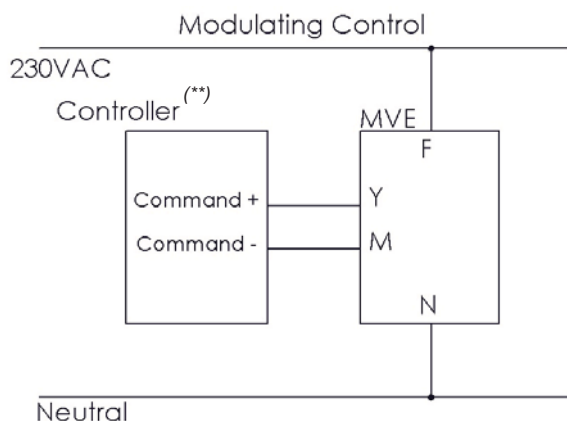 Modulating Control
230VAC
Controller (**)
MVE
F
Command + Y
Command - M
N
Neutral